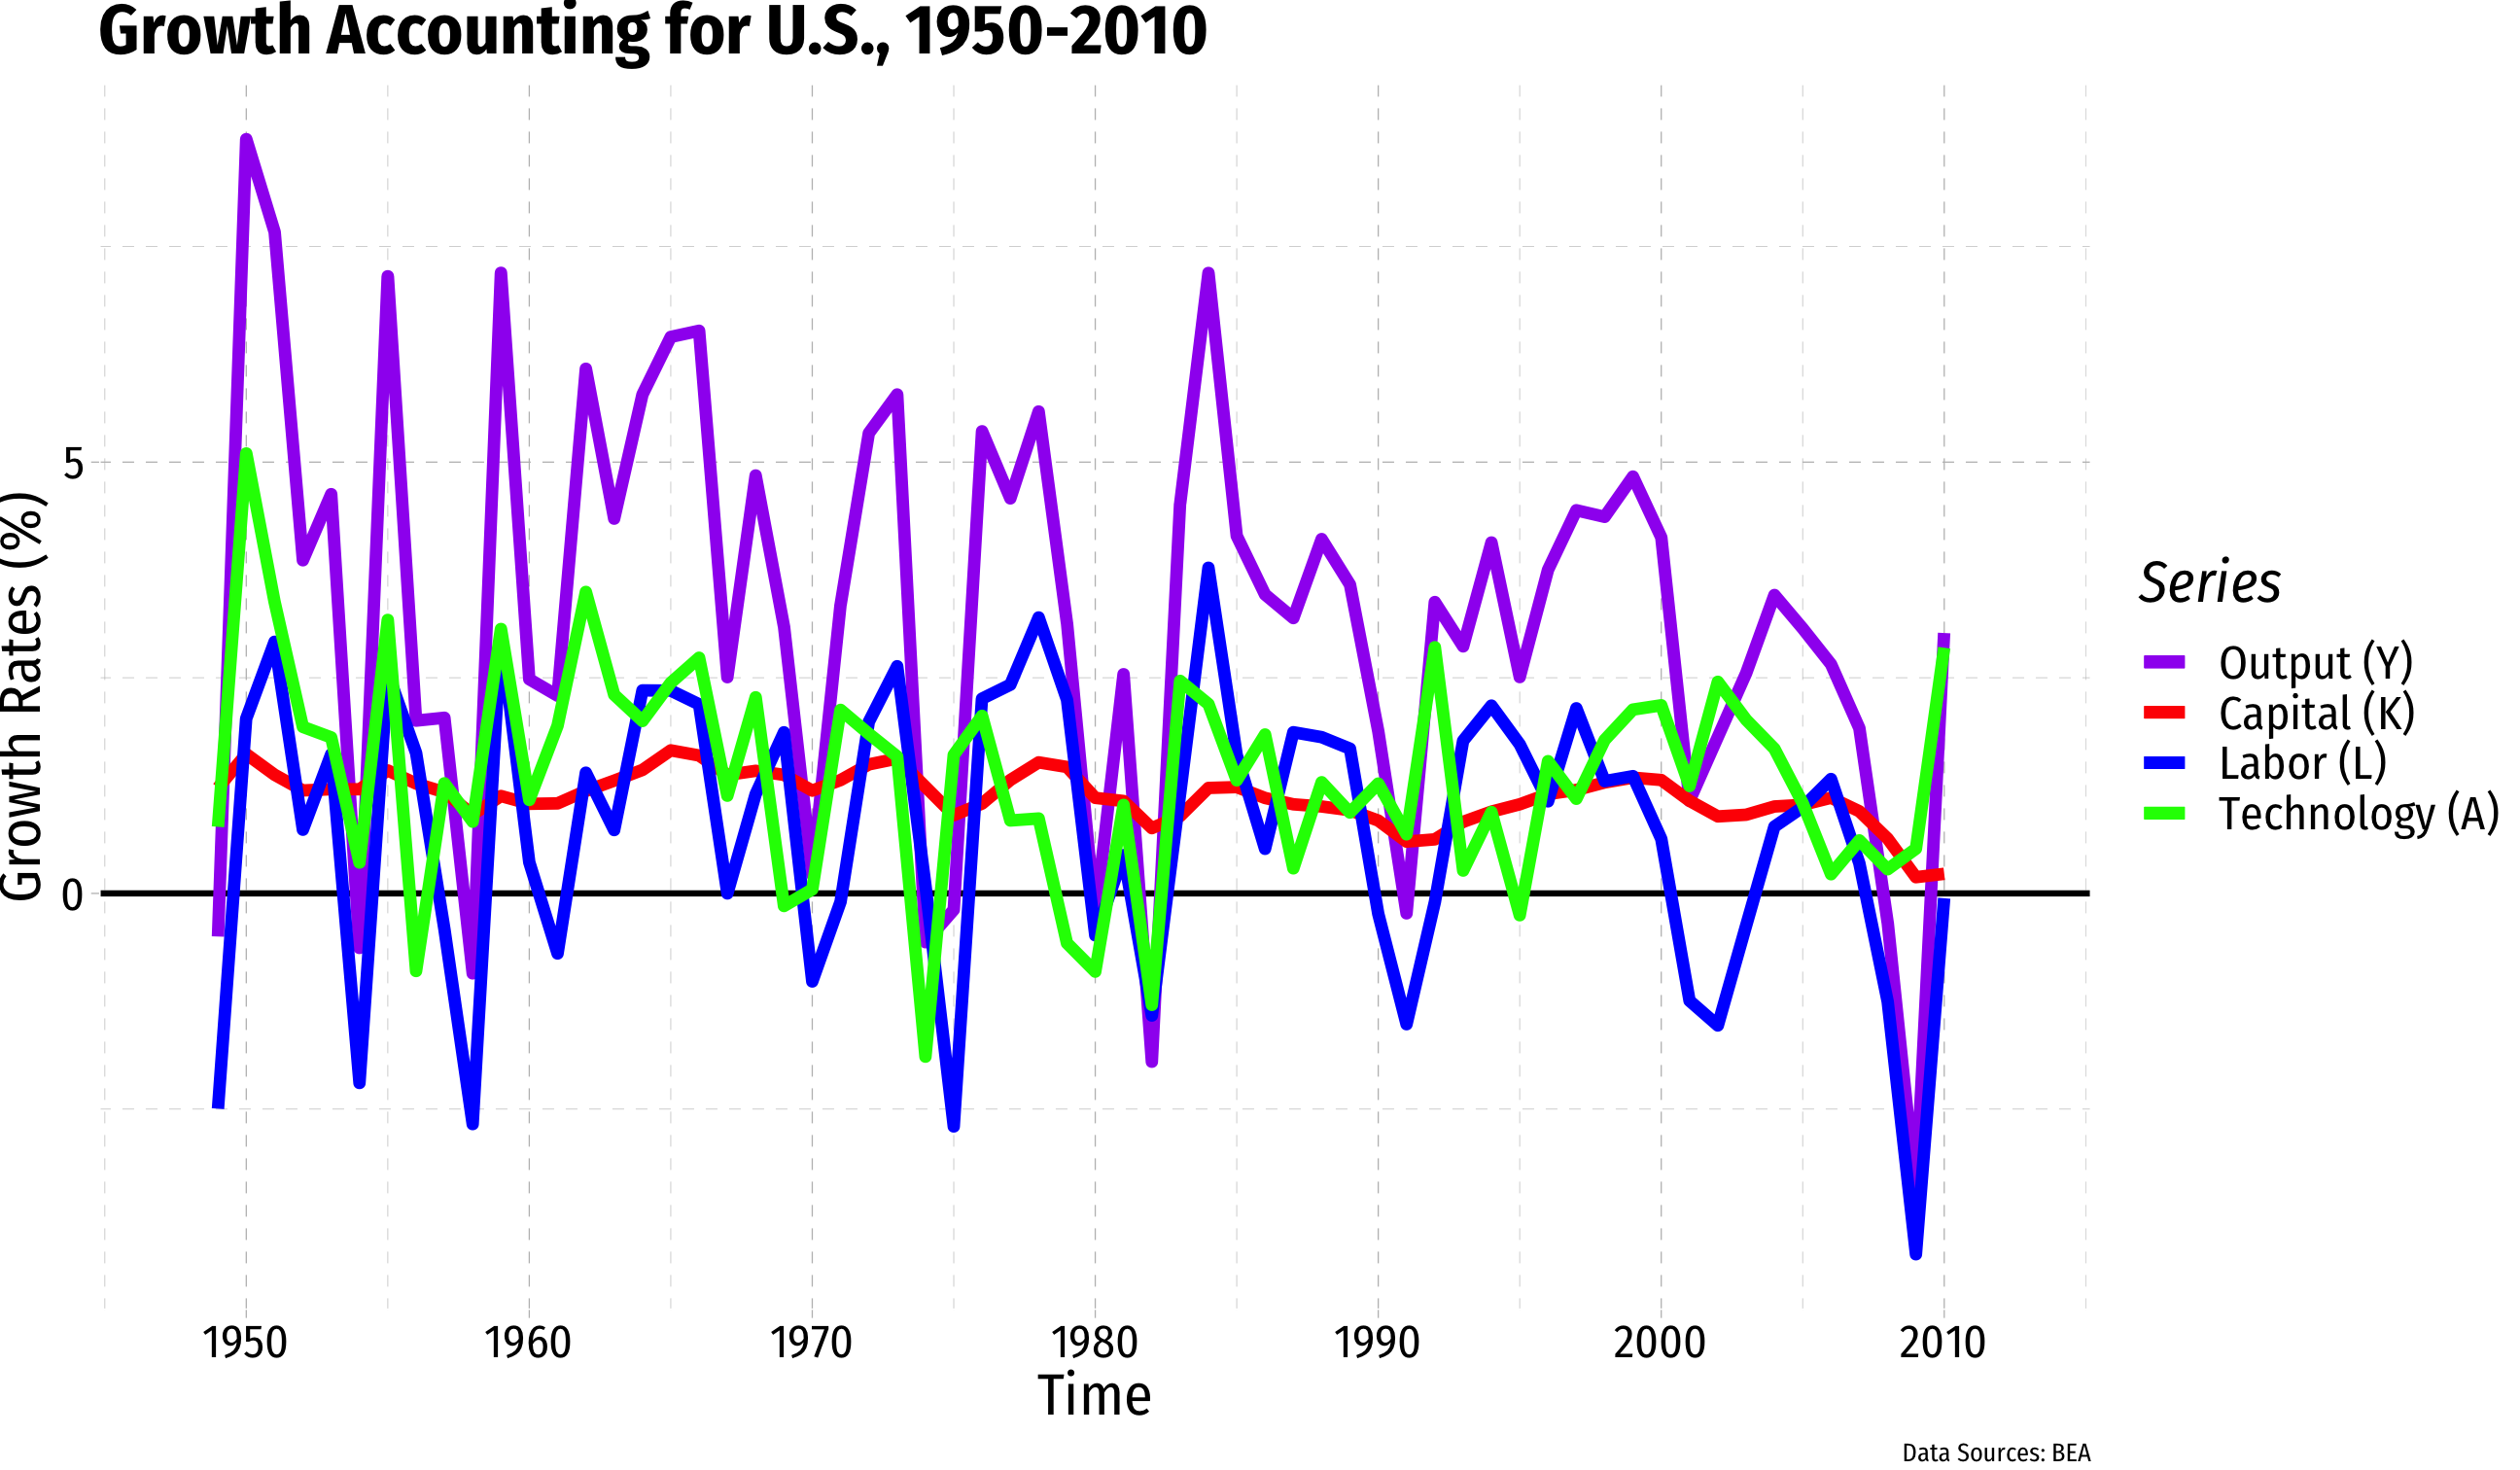 Growth Accounting for U.S., 1950-2010
Growth Rates (%)
5
0
1950 1960 1970 1980 1990 2000 2010
Time
Series
Output (Y)
Capital (K)
Labor (L)
Technology (A)
Data Sources: BEA